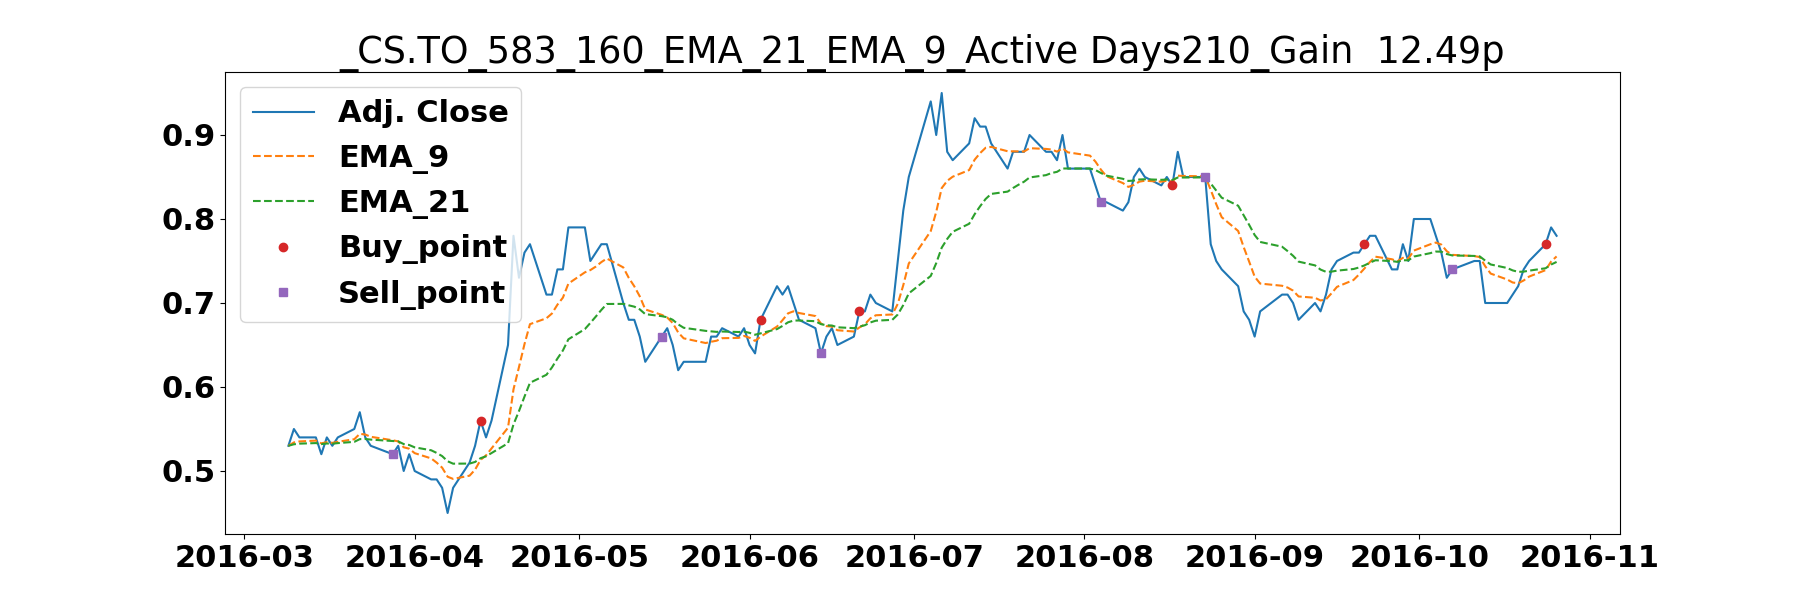 _CS.TO_583_160_EMA_21_EMA_9_Active Days210_Gain  12.49p
Adj. Close
EMA_9
EMA_21
Buy_point
Sell_point
0.9
0.8
0.7
0.6
0.5
2016-03 2016-04 2016-05 2016-06 2016-07 2016-08 2016-09 2016-10 2016-11